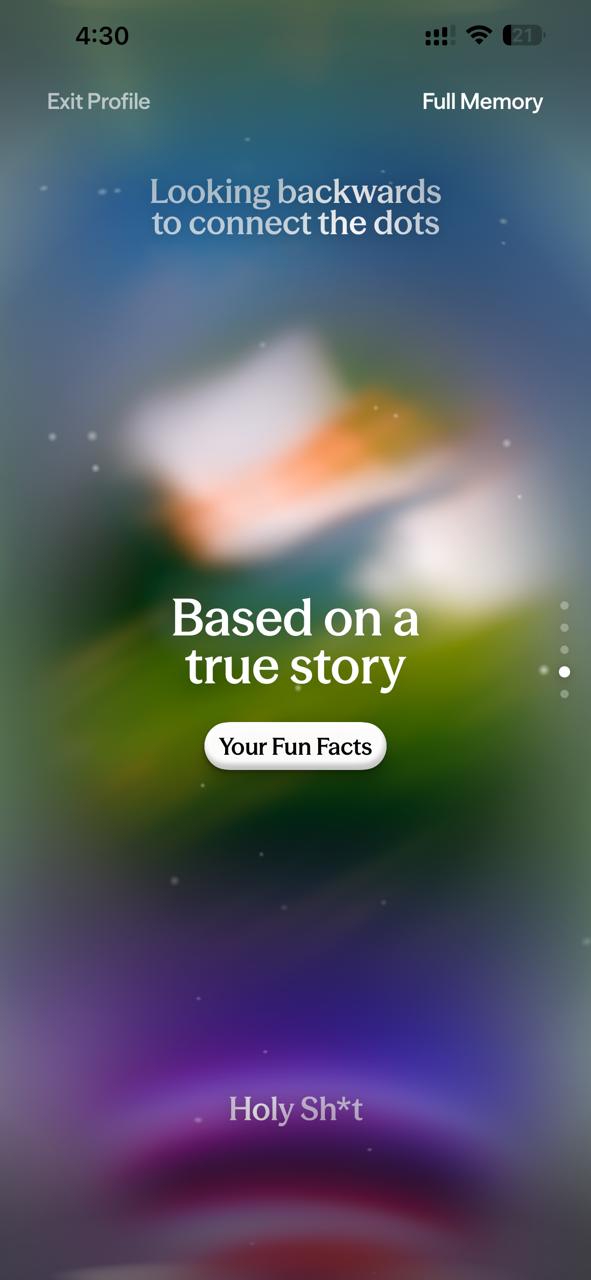 4:30
21
Exit Profile
Full Memory
Looking backwards
to connect the dots
Based on a
true story
Your Fun Facts
Holy Sh*t